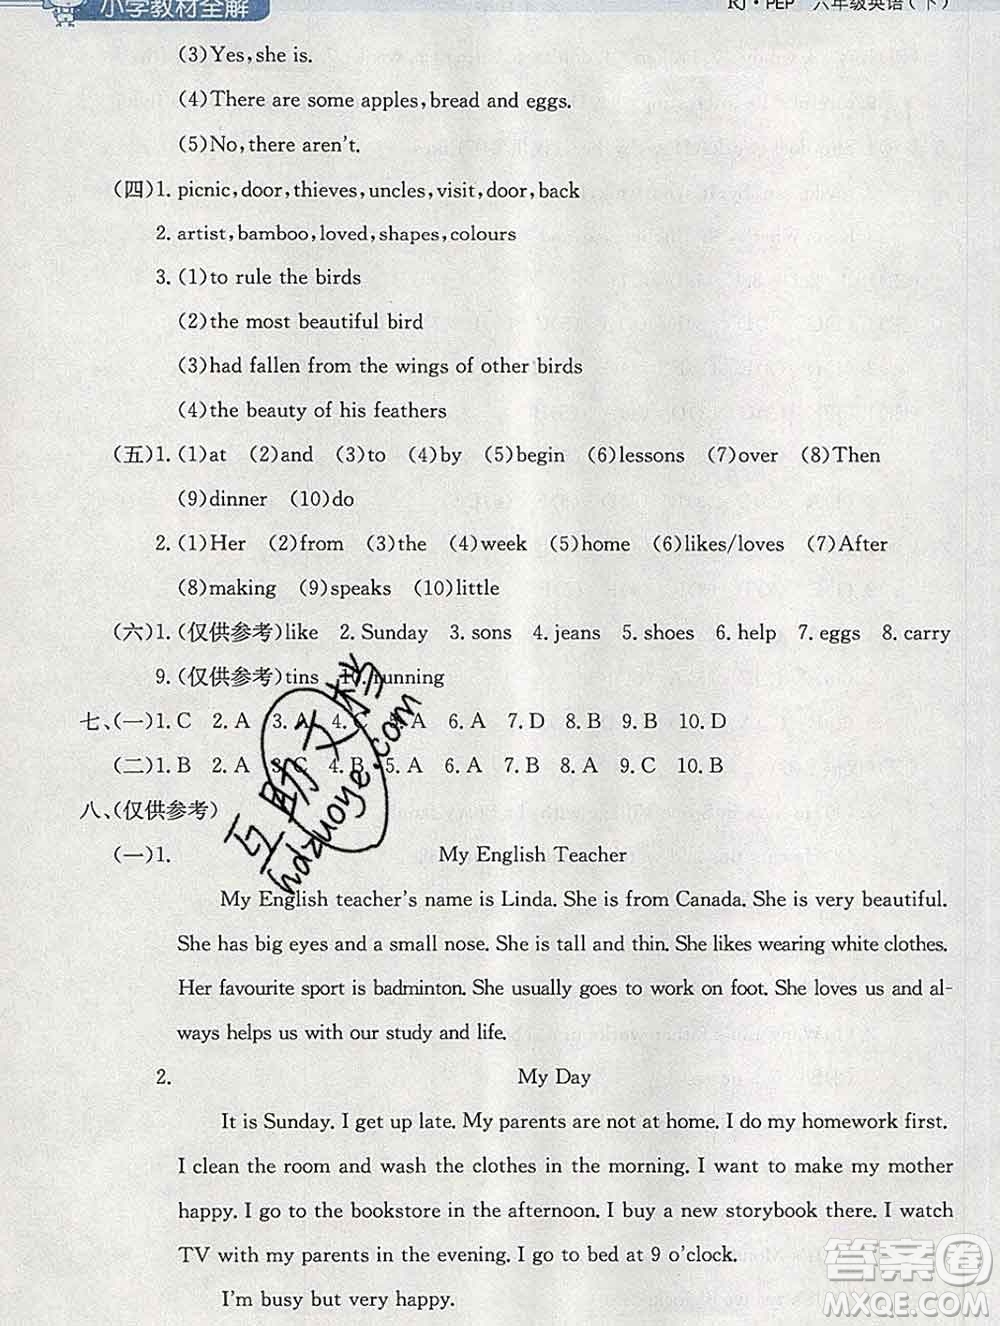 小学教材全解 RJ·PEP 六年级英语(下)
(3)Yes,she is.
(4)There are some apples,bread and eggs.
(5)No,there aren't.
(四)1. picnic,door,thieves,uncles,visit,door,back
2. artist,bamboo,loved,shapes,colours
3. (1)to rule the birds
(2)the most beautiful bird
(3)had fallen from the wings of other birds
(4)the beauty of his feathers
(五)1. (1)at (2)and (3)to (4)by (5)begin (6)lessons (7)over (8)Then
(9)dinner (10)do
2. (1)Her (2)from (3)the (4)week (5)home (6)likes/loves (7)After
(8)making (9)speaks (10)little
(六)1. (仅供参考)like 2. Sunday 3. sons 4. jeans 5. shoes 6. help 7. eggs 8. carry
9. (仅供参考)tins 10. running
七、(一)1. C 2. A 3. A 4. C 5. A 6. A 7. D 8. B 9. B 10. D
(二)1. B 2. A 3. C 4. B 5. A 6. A 7. A 8. B 9. C 10. B
八、(仅供参考)
(一)1. My English Teacher
My English teacher's name is Linda. She is from Canada. She is very beautiful.
She has big eyes and a small nose. She is tall and thin. She likes wearing white clothes.
Her favourite sport is badminton. She usually goes to work on foot. She loves us and al-
ways helps us with our study and life.
2. My Day
It is Sunday. I get up late. My parents are not at home. I do my homework first.
I clean the room and wash the clothes in the morning. I want to make my mother
happy. I go to the bookstore in the afternoon. I buy a new storybook there. I watch
TV with my parents in the evening. I go to bed at 9 o'clock.
I'm busy but very happy.
互助文档
hdzuoye.com
答案圈
MXQE.COM